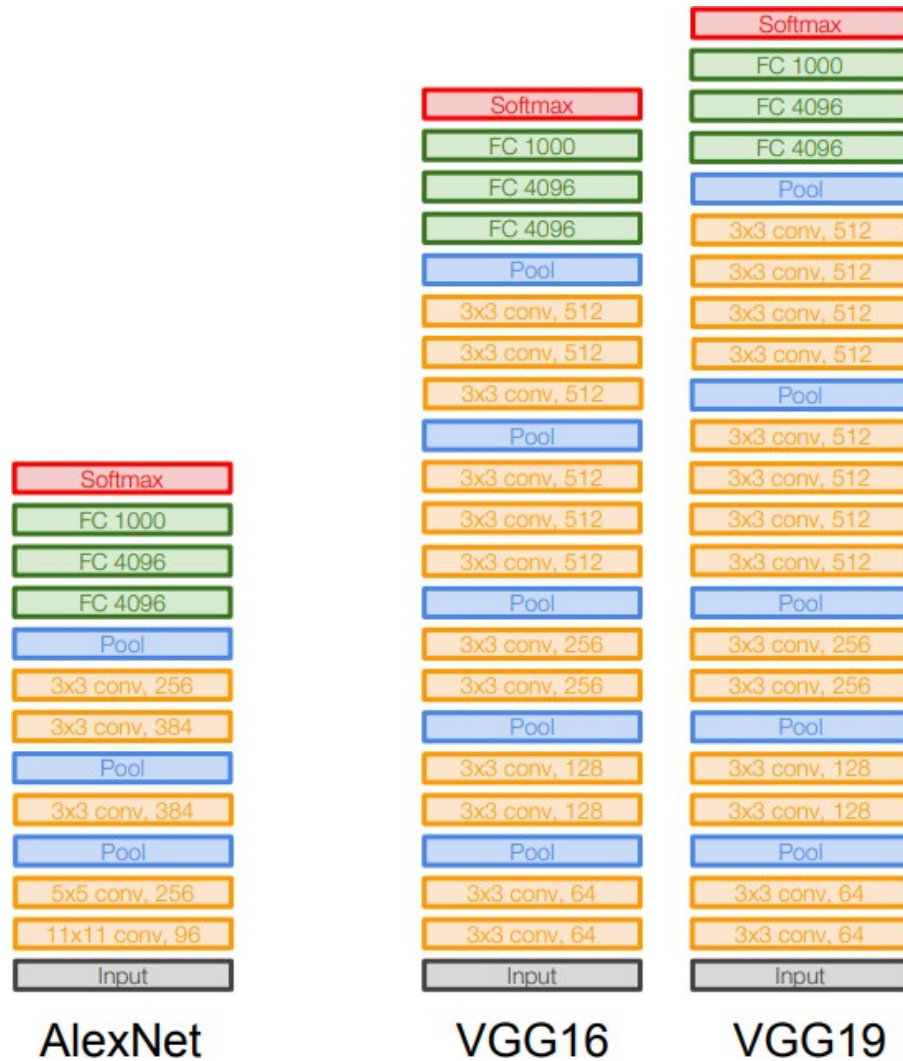 Softmax
FC 1000
FC 4096
FC 4096
Pool
3x3 conv, 256
3x3 conv, 384
Pool
3x3 conv, 384
Pool
5x5 conv, 256
11x11 conv, 96
Input
AlexNet
Softmax
FC 1000
FC 4096
FC 4096
Pool
3x3 conv, 512
3x3 conv, 512
3x3 conv, 512
Pool
3x3 conv, 512
3x3 conv, 512
3x3 conv, 512
Pool
3x3 conv, 256
3x3 conv, 256
Pool
3x3 conv, 128
3x3 conv, 128
Pool
3x3 conv, 64
3x3 conv, 64
Input
VGG16
Softmax
FC 1000
FC 4096
FC 4096
Pool
3x3 conv, 512
3x3 conv, 512
3x3 conv, 512
3x3 conv, 512
Pool
3x3 conv, 512
3x3 conv, 512
3x3 conv, 512
3x3 conv, 512
Pool
3x3 conv, 256
3x3 conv, 256
Pool
3x3 conv, 128
3x3 conv, 128
Pool
3x3 conv, 64
3x3 conv, 64
Input
VGG19